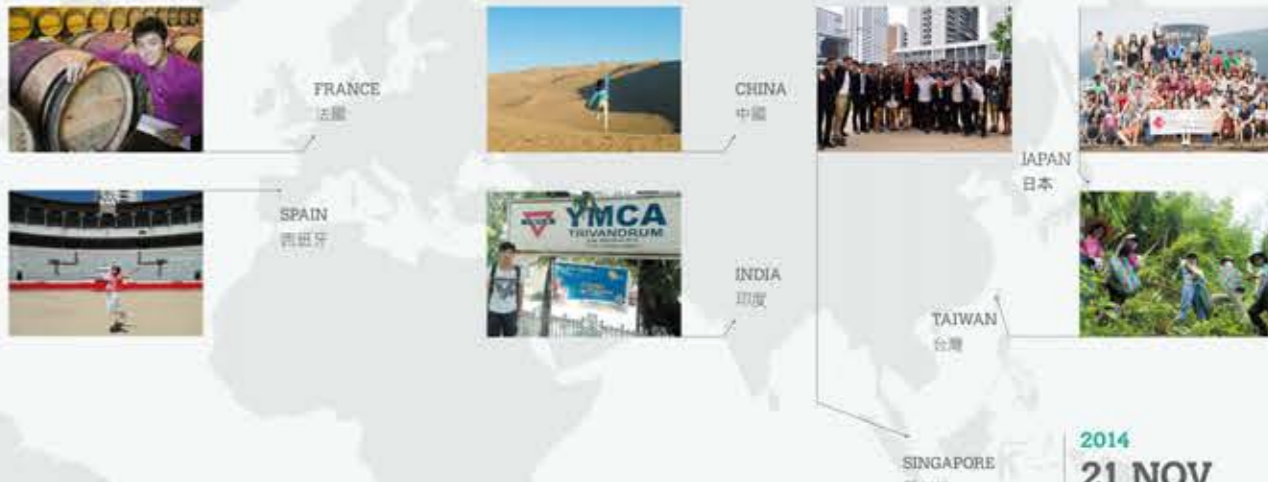 FRANCE
法國
SPAIN
西班牙
CHINA
中國
YMCA
TRIVANDRUM
INDIA
印度
JAPAN
日本
TAIWAN
台灣
SINGAPORE
2014
21 NOV